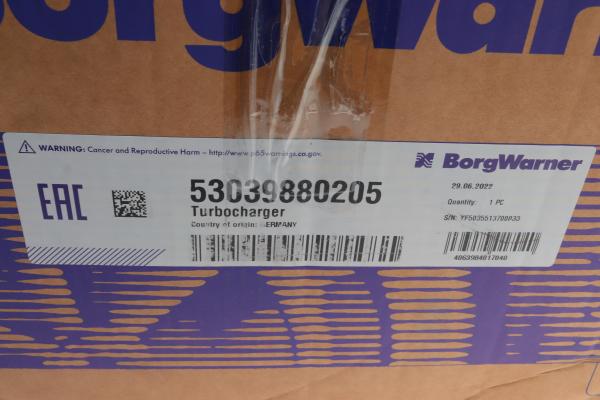 BorgWarner
WARNING: Cancer and Reproductive Harm – http://www.p65warnings.ca.gov.
BorgWarner
EAC
53039880205
Turbocharger
Country of origin: GERMANY
29.06.2022
Quantity: 1 PC
S/N: YF5035513700033
4063984017040